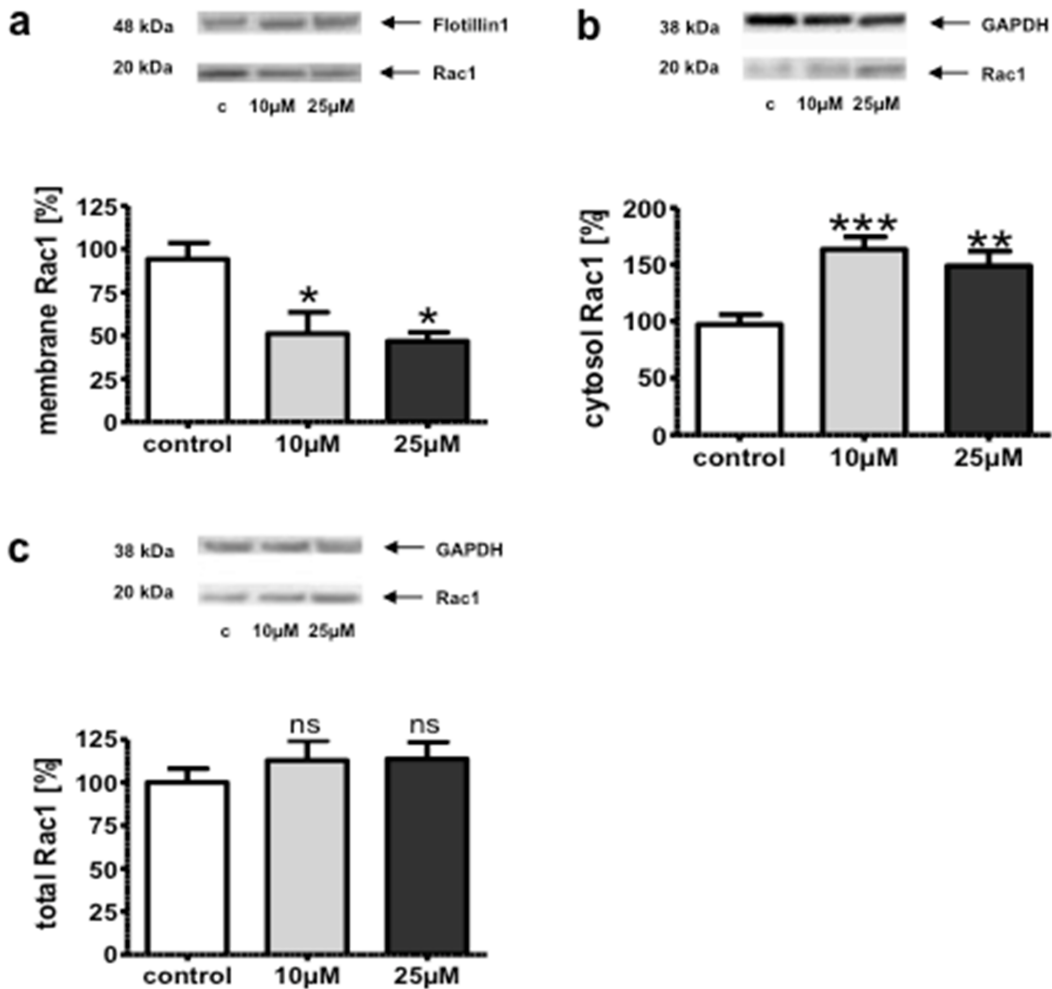 a
48 kDa Flotillin1
20 kDa Rac1
c 10µM 25µM
membrane Rac1 [%]
125
100
75
50
25
0
* *
control 10µM 25µM
b
38 kDa GAPDH
20 kDa Rac1
c 10µM 25µM
cytosol Rac1 [%]
200
150
100
50
0
*** **
control 10µM 25µM
c
38 kDa GAPDH
20 kDa Rac1
c 10µM 25µM
total Rac1 [%]
125
100
75
50
25
0
ns ns
control 10µM 25µM